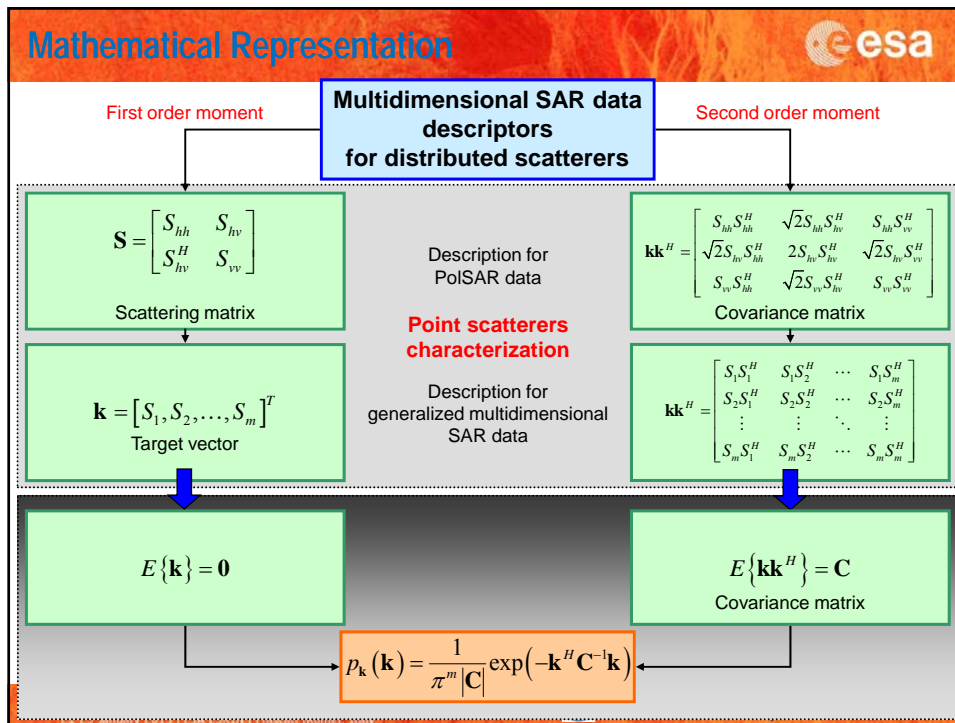 Mathematical Representation
esa
First order moment
Multidimensional SAR data
descriptors
for distributed scatterers
Second order moment
S = [S_hh S_hv; S_hv^H S_vv]
Scattering matrix
Description for
PolSAR data
kk^H = [S_hh S_hh^H √2 S_hh S_hv^H S_hh S_vv^H; √2 S_hv S_hh^H 2 S_hv S_hv^H √2 S_hv S_vv^H; S_vv S_hh^H √2 S_vv S_hv^H S_vv S_vv^H]
Covariance matrix
Point scatterers
characterization
k = [S_1, S_2, …, S_m]^T
Target vector
Description for
generalized multidimensional
SAR data
kk^H = [S_1 S_1^H S_1 S_2^H ⋯ S_1 S_m^H; S_2 S_1^H S_2 S_2^H ⋯ S_2 S_m^H; ⋮ ⋮ ⋱ ⋮; S_m S_1^H S_m S_2^H ⋯ S_m S_m^H]
E{k} = 0
E{kk^H} = C
Covariance matrix
p_k(k) = 1/(π^m |C|) exp(−k^H C^−1 k)